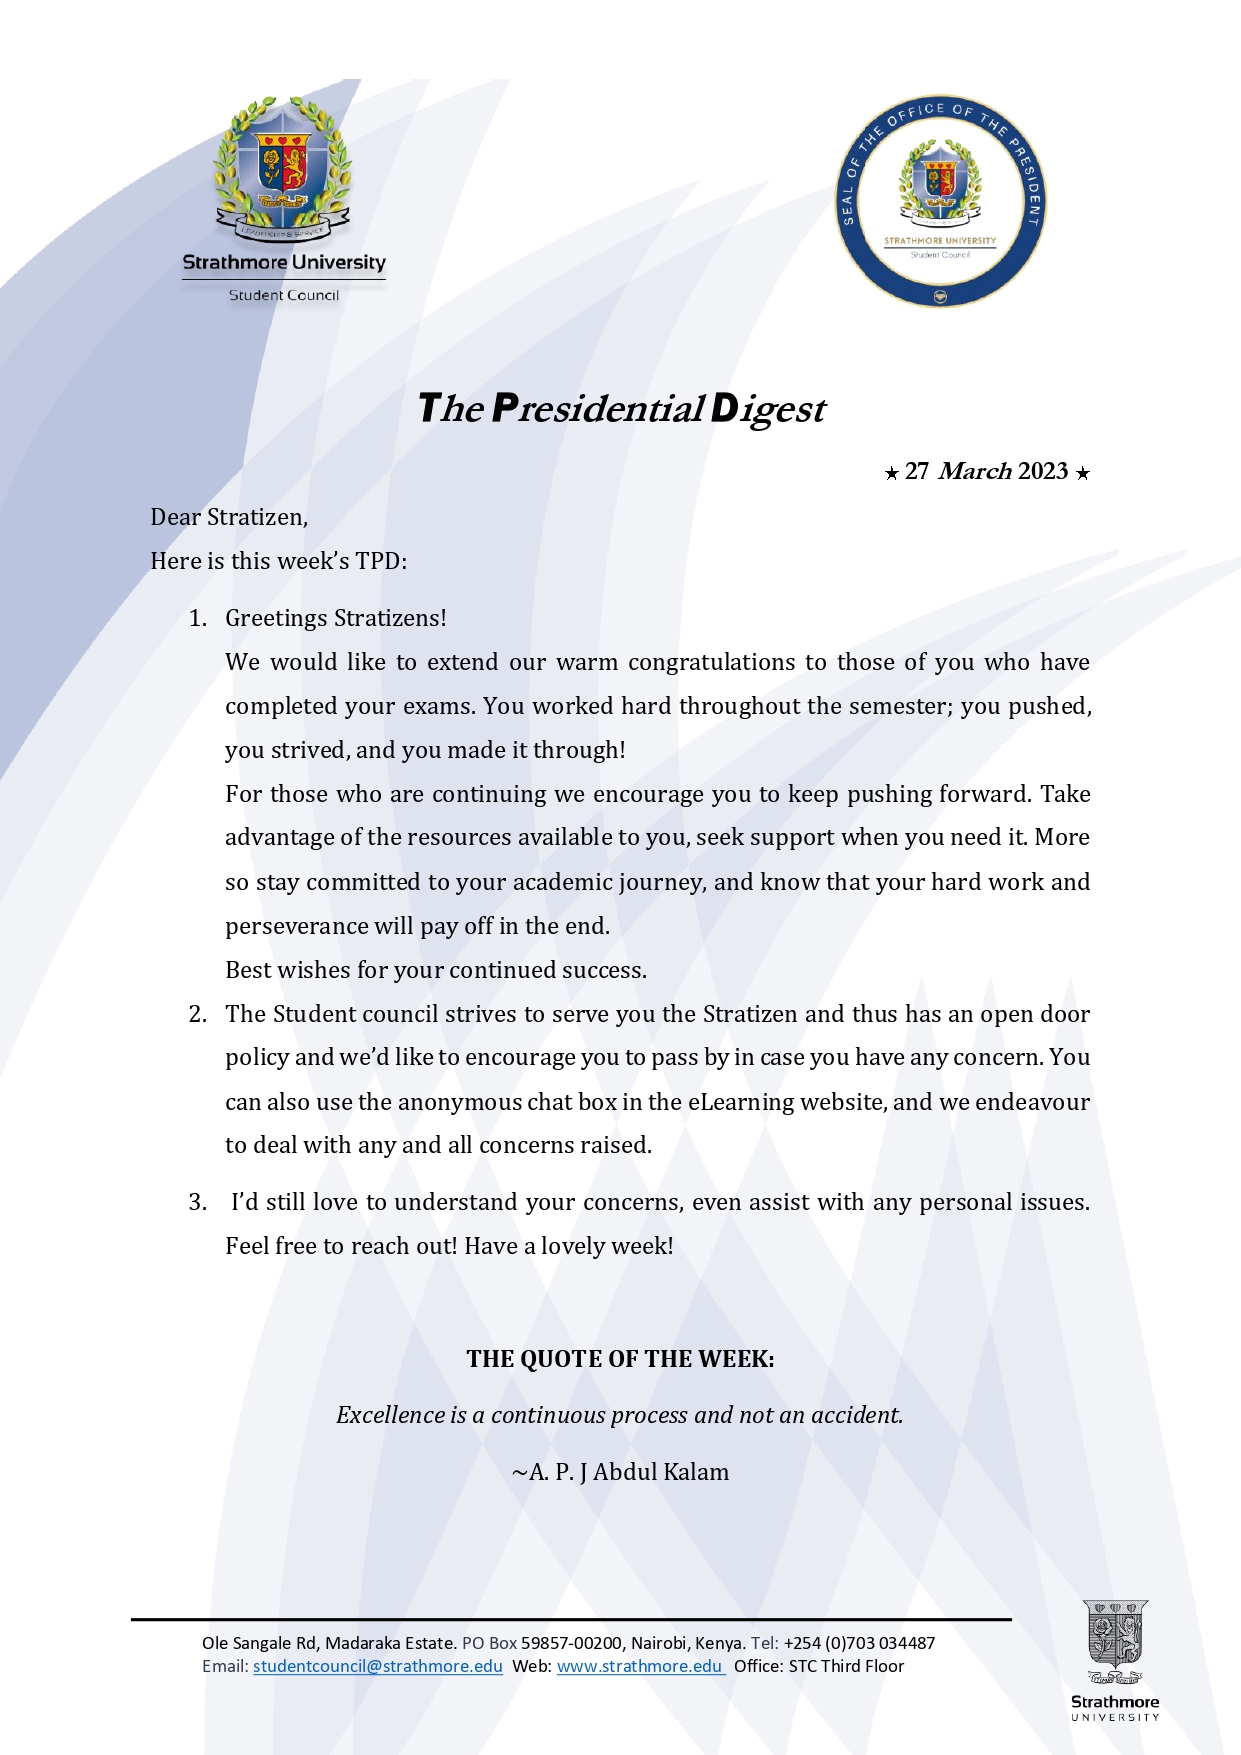 LEADERSHIP & SERVICE
Strathmore University
Student Council
SEAL OF THE OFFICE OF THE PRESIDENT
STRATHMORE UNIVERSITY
Student Council
The Presidential Digest
★ 27 March 2023 ★
Dear Stratizen,
Here is this week’s TPD:
1. Greetings Stratizens!
We would like to extend our warm congratulations to those of you who have
completed your exams. You worked hard throughout the semester; you pushed,
you strived, and you made it through!
For those who are continuing we encourage you to keep pushing forward. Take
advantage of the resources available to you, seek support when you need it. More
so stay committed to your academic journey, and know that your hard work and
perseverance will pay off in the end.
Best wishes for your continued success.
2. The Student council strives to serve you the Stratizen and thus has an open door
policy and we’d like to encourage you to pass by in case you have any concern. You
can also use the anonymous chat box in the eLearning website, and we endeavour
to deal with any and all concerns raised.
3. I’d still love to understand your concerns, even assist with any personal issues.
Feel free to reach out! Have a lovely week!
THE QUOTE OF THE WEEK:
Excellence is a continuous process and not an accident.
~A. P. J Abdul Kalam
Ole Sangale Rd, Madaraka Estate. PO Box 59857-00200, Nairobi, Kenya. Tel: +254 (0)703 034487
Email: studentcouncil@strathmore.edu Web: www.strathmore.edu Office: STC Third Floor
Strathmore
UNIVERSITY